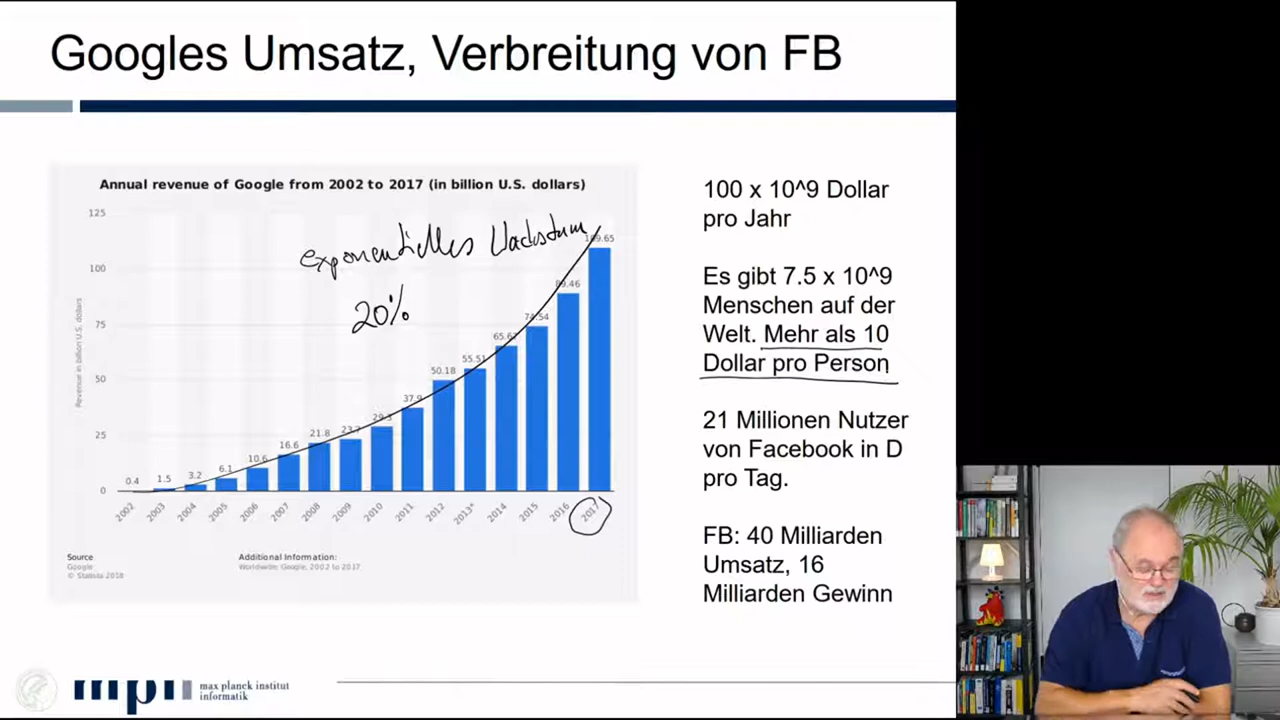 Googles Umsatz, Verbreitung von FB
Annual revenue of Google from 2002 to 2017 (in billion U.S. dollars)
Revenue in billion U.S. dollars
125
100
75
50
25
0
0.4
1.5
3.2
6.1
10.6
16.6
21.8
23.7
29.3
37.9
50.18
55.51
65.67
74.54
89.46
109.65
2002
2003
2004
2005
2006
2007
2008
2009
2010
2011
2012
2013*
2014
2015
2016
2017
exponentielles Wachstum
20%
Source
Google
© Statista 2018
Additional Information:
Worldwide; Google, 2002 to 2017
100 x 10^9 Dollar
pro Jahr
Es gibt 7.5 x 10^9
Menschen auf der
Welt. Mehr als 10
Dollar pro Person
21 Millionen Nutzer
von Facebook in D
pro Tag.
FB: 40 Milliarden
Umsatz, 16
Milliarden Gewinn
mpi
max planck institut
informatik